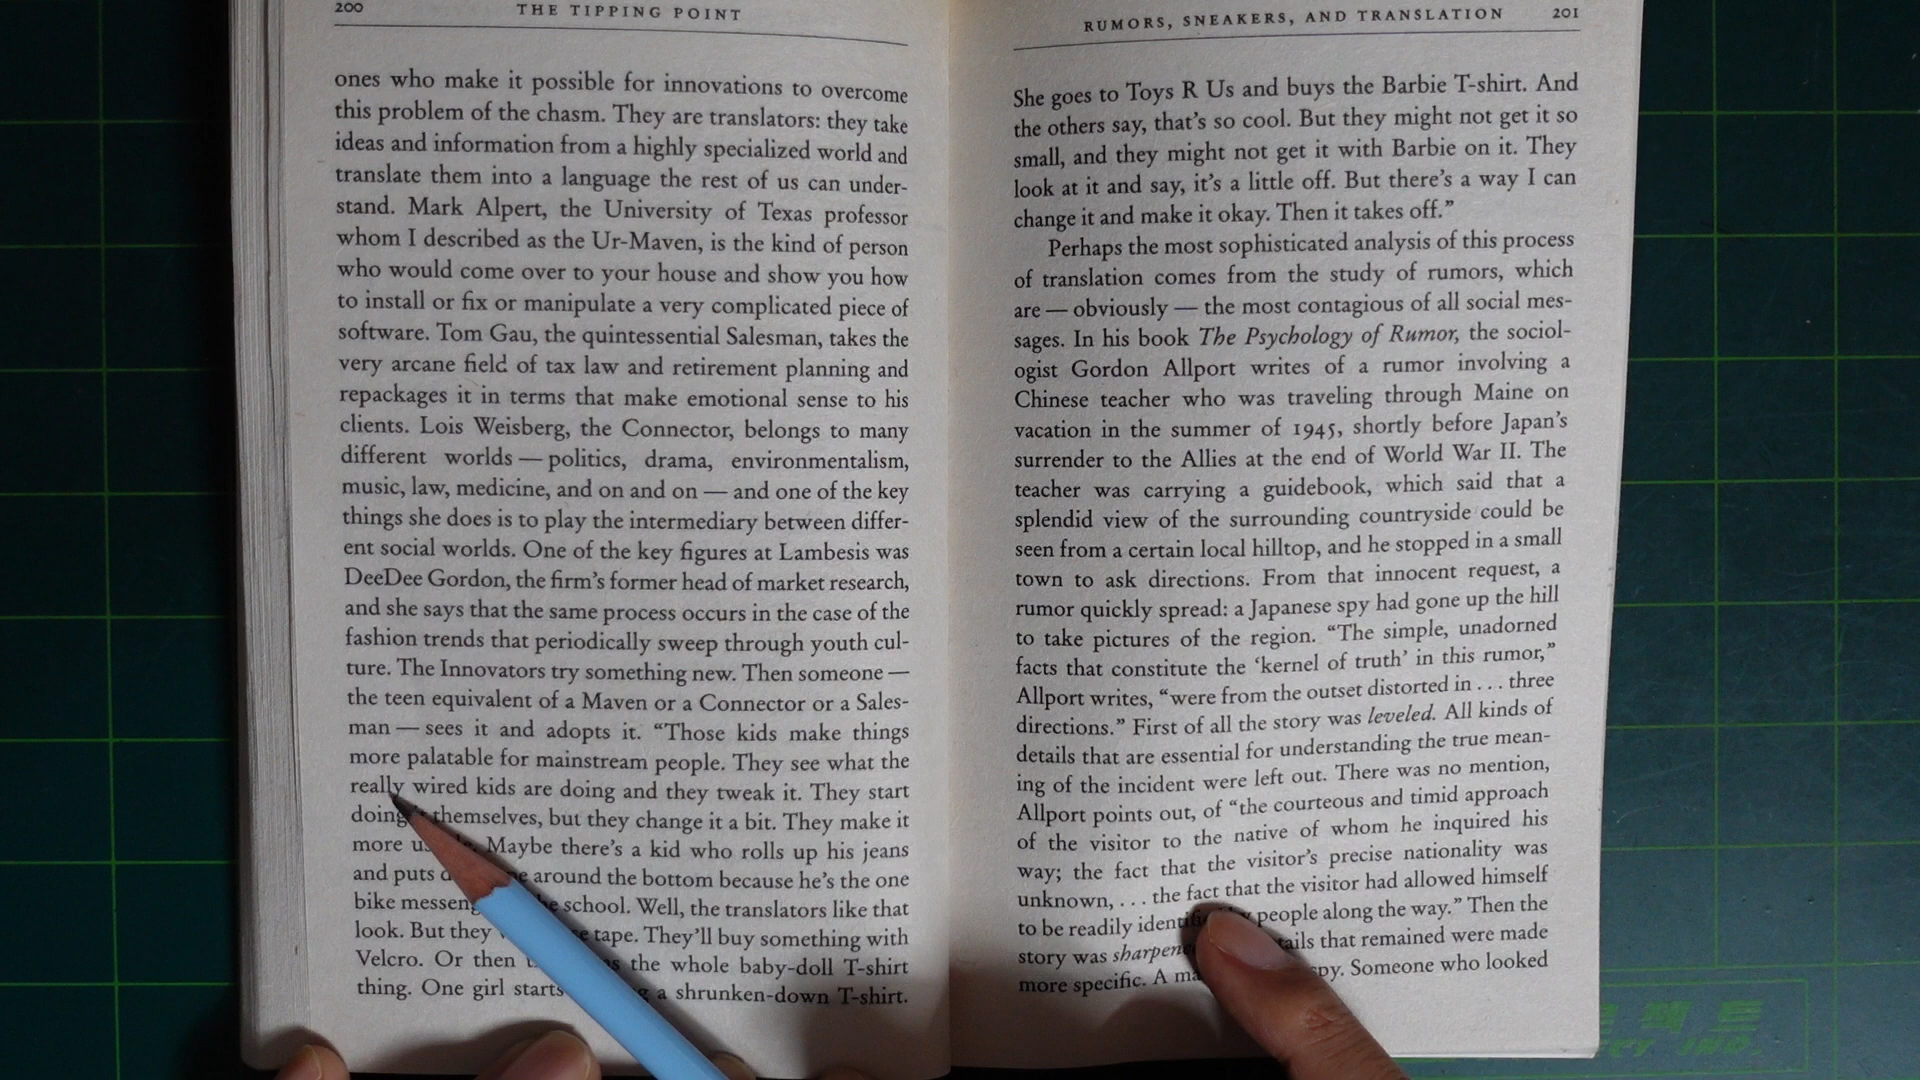 200 THE TIPPING POINT
ones who make it possible for innovations to overcome
this problem of the chasm. They are translators: they take
ideas and information from a highly specialized world and
translate them into a language the rest of us can under-
stand. Mark Alpert, the University of Texas professor
whom I described as the Ur-Maven, is the kind of person
who would come over to your house and show you how
to install or fix or manipulate a very complicated piece of
software. Tom Gau, the quintessential Salesman, takes the
very arcane field of tax law and retirement planning and
repackages it in terms that make emotional sense to his
clients. Lois Weisberg, the Connector, belongs to many
different worlds — politics, drama, environmentalism,
music, law, medicine, and on and on — and one of the key
things she does is to play the intermediary between differ-
ent social worlds. One of the key figures at Lambesis was
DeeDee Gordon, the firm's former head of market research,
and she says that the same process occurs in the case of the
fashion trends that periodically sweep through youth cul-
ture. The Innovators try something new. Then someone —
the teen equivalent of a Maven or a Connector or a Sales-
man — sees it and adopts it. “Those kids make things
more palatable for mainstream people. They see what the
really wired kids are doing and they tweak it. They start
doing themselves, but they change it a bit. They make it
more Maybe there's a kid who rolls up his jeans
and puts around the bottom because he's the one
bike school. Well, the translators like that
look. But they tape. They'll buy something with
Velcro. Or then the whole baby-doll T-shirt
thing. One girl starts a shrunken-down T-shirt.
RUMORS, SNEAKERS, AND TRANSLATION 201
She goes to Toys R Us and buys the Barbie T-shirt. And
the others say, that's so cool. But they might not get it so
small, and they might not get it with Barbie on it. They
look at it and say, it's a little off. But there's a way I can
change it and make it okay. Then it takes off.”
Perhaps the most sophisticated analysis of this process
of translation comes from the study of rumors, which
are — obviously — the most contagious of all social mes-
sages. In his book The Psychology of Rumor, the sociol-
ogist Gordon Allport writes of a rumor involving a
Chinese teacher who was traveling through Maine on
vacation in the summer of 1945, shortly before Japan's
surrender to the Allies at the end of World War II. The
teacher was carrying a guidebook, which said that a
splendid view of the surrounding countryside could be
seen from a certain local hilltop, and he stopped in a small
town to ask directions. From that innocent request, a
rumor quickly spread: a Japanese spy had gone up the hill
to take pictures of the region. “The simple, unadorned
facts that constitute the ‘kernel of truth’ in this rumor,”
Allport writes, “were from the outset distorted in . . . three
directions.” First of all the story was leveled. All kinds of
details that are essential for understanding the true mean-
ing of the incident were left out. There was no mention,
Allport points out, of “the courteous and timid approach
of the visitor to the native of whom he inquired his
way; the fact that the visitor's precise nationality was
unknown, . . . the fact that the visitor had allowed himself
to be readily people along the way.” Then the
story was that remained were made
more specific. A spy. Someone who looked